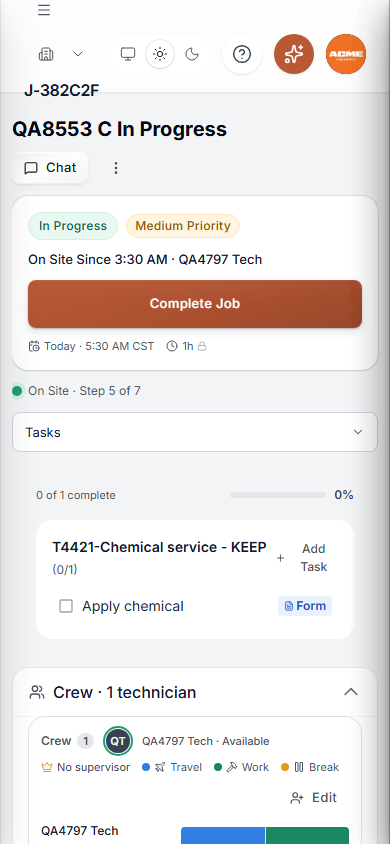 ACME
J-382C2F
QA8553 C In Progress
Chat
In Progress
Medium Priority
On Site Since 3:30 AM · QA4797 Tech
Complete Job
Today · 5:30 AM CST
1h
On Site · Step 5 of 7
Tasks
0 of 1 complete
0%
T4421-Chemical service - KEEP
(0/1)
Add
Task
Apply chemical
Form
Crew · 1 technician
Crew 1
QT
QA4797 Tech · Available
No supervisor
Travel
Work
Break
Edit
QA4797 Tech